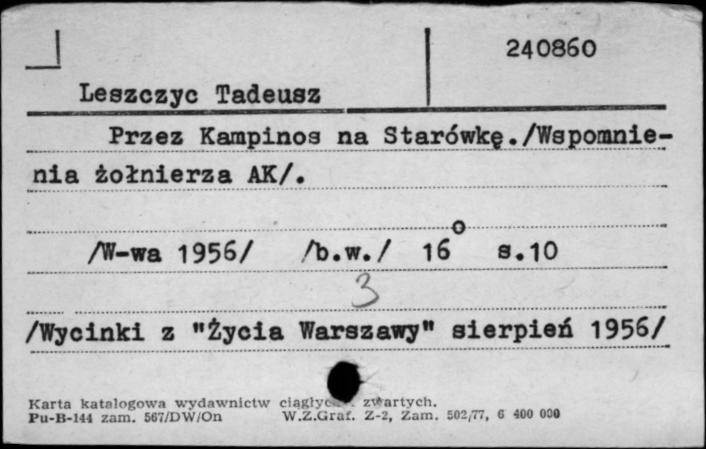 240860
Leszczyc Tadeusz
Przez Kampinos na Starówkę./Wspomnie-
nia żołnierza AK/.
/W-wa 1956/ /b.w./ 16° s.10
3
/Wycinki z "Życia Warszawy" sierpień 1956/
Karta katalogowa wydawnictw zwartych.
Pu-B-144 zam. 567/DW/On W.Z.Graf. Z-2, Zam. 502/77, 6 400 000